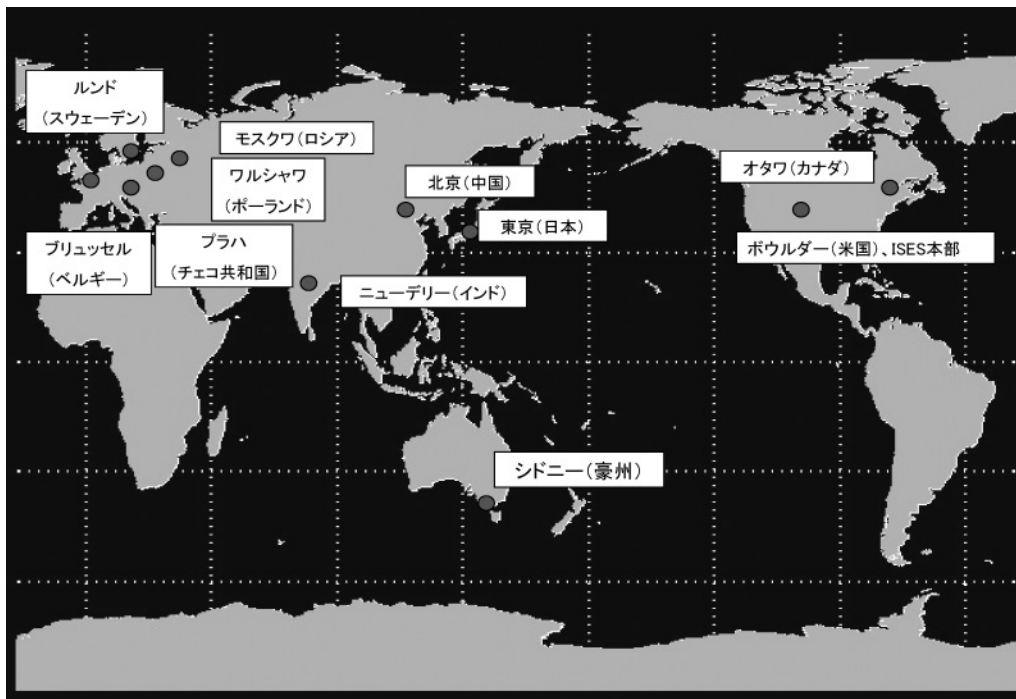 ルンド
(スウェーデン)
モスクワ(ロシア)
ワルシャワ
(ポーランド)
北京(中国)
オタワ(カナダ)
東京(日本)
ブリュッセル
(ベルギー)
プラハ
(チェコ共和国)
ボウルダー(米国)、ISES本部
ニューデリー(インド)
シドニー(豪州)